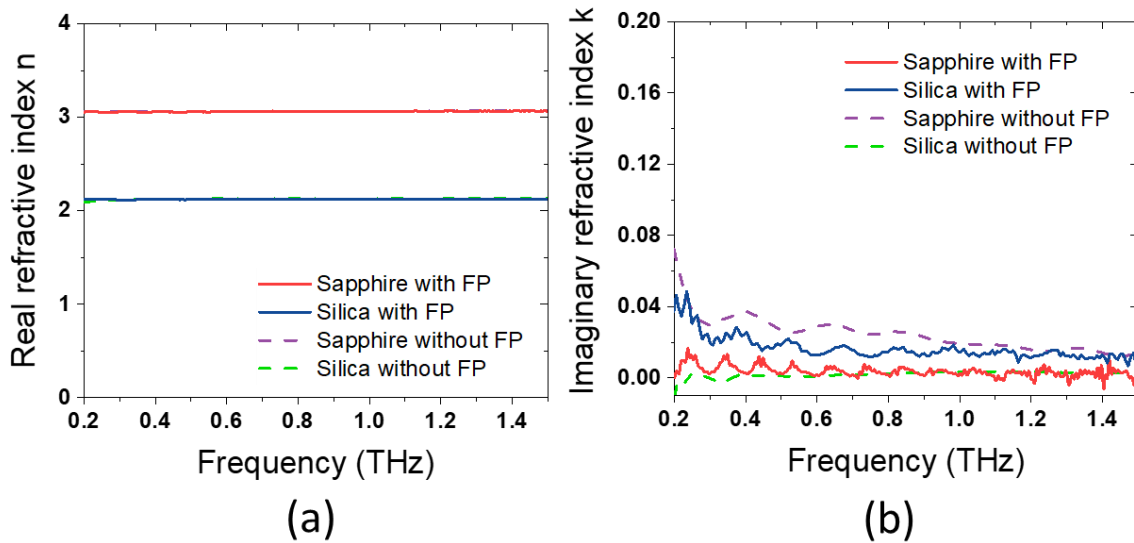 Real refractive index n
4
3
2
1
0
Sapphire with FP
Silica with FP
Sapphire without FP
Silica without FP
0.2 0.4 0.6 0.8 1.0 1.2 1.4
Frequency (THz)
(a)
Imaginary refractive index k
0.20
0.16
0.12
0.08
0.04
0.00
Sapphire with FP
Silica with FP
Sapphire without FP
Silica without FP
0.2 0.4 0.6 0.8 1.0 1.2 1.4
Frequency (THz)
(b)